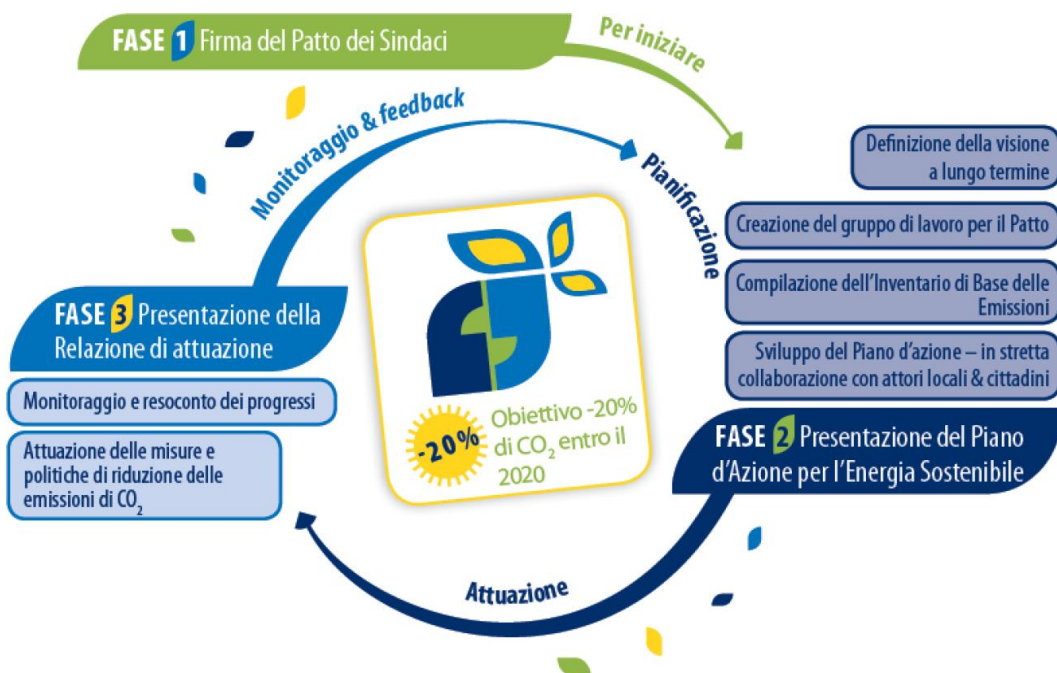 FASE 1 Firma del Patto dei Sindaci
Per iniziare
Monitoraggio & feedback
Pianificazione
Definizione della visione
a lungo termine
Creazione del gruppo di lavoro per il Patto
Compilazione dell'Inventario di Base delle
Emissioni
Sviluppo del Piano d'azione – in stretta
collaborazione con attori locali & cittadini
FASE 2 Presentazione del Piano
d'Azione per l'Energia Sostenibile
FASE 3 Presentazione della
Relazione di attuazione
Monitoraggio e resoconto dei progressi
Attuazione delle misure e
politiche di riduzione delle
emissioni di CO₂
-20%
Obiettivo -20%
di CO₂ entro il
2020
Attuazione